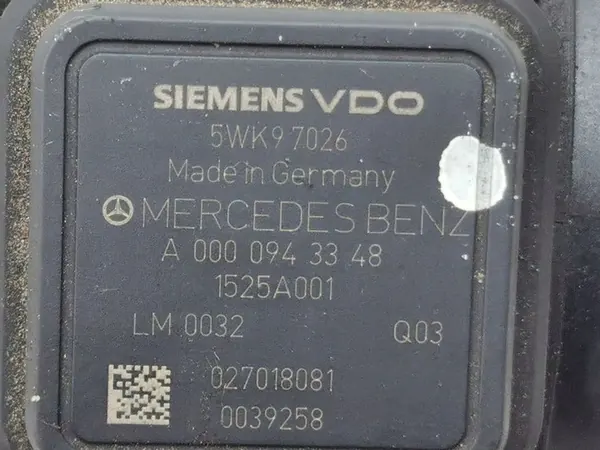 SIEMENS VDO
5WK9 7026
Made in Germany
MERCEDES BENZ
A 000 094 33 48
1525A001
LM 0032 Q03
027018081
0039258